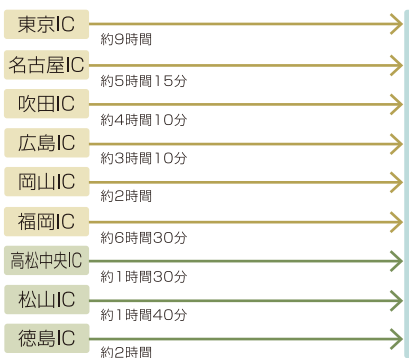 東京IC
約9時間
名古屋IC
約5時間15分
吹田IC
約4時間10分
広島IC
約3時間10分
岡山IC
約2時間
福岡IC
約6時間30分
高松中央IC
約1時間30分
松山IC
約1時間40分
徳島IC
約2時間